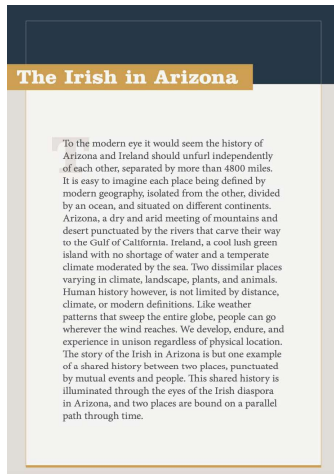 The Irish in Arizona
To the modern eye it would seem the history of
Arizona and Ireland should unfurl independently
of each other, separated by more than 4800 miles.
It is easy to imagine each place being defined by
modern geography, isolated from the other, divided
by an ocean, and situated on different continents.
Arizona, a dry and arid meeting of mountains and
desert punctuated by the rivers that carve their way
to the Gulf of California. Ireland, a cool lush green
island with no shortage of water and a temperate
climate moderated by the sea. Two dissimilar places
varying in climate, landscape, plants, and animals.
Human history however, is not limited by distance,
climate, or modern definitions. Like weather
patterns that sweep the entire globe, people can go
wherever the wind reaches. We develop, endure, and
experience in unison regardless of physical location.
The story of the Irish in Arizona is but one example
of a shared history between two places, punctuated
by mutual events and people. This shared history is
illuminated through the eyes of the Irish diaspora
in Arizona, and two places are bound on a parallel
path through time.